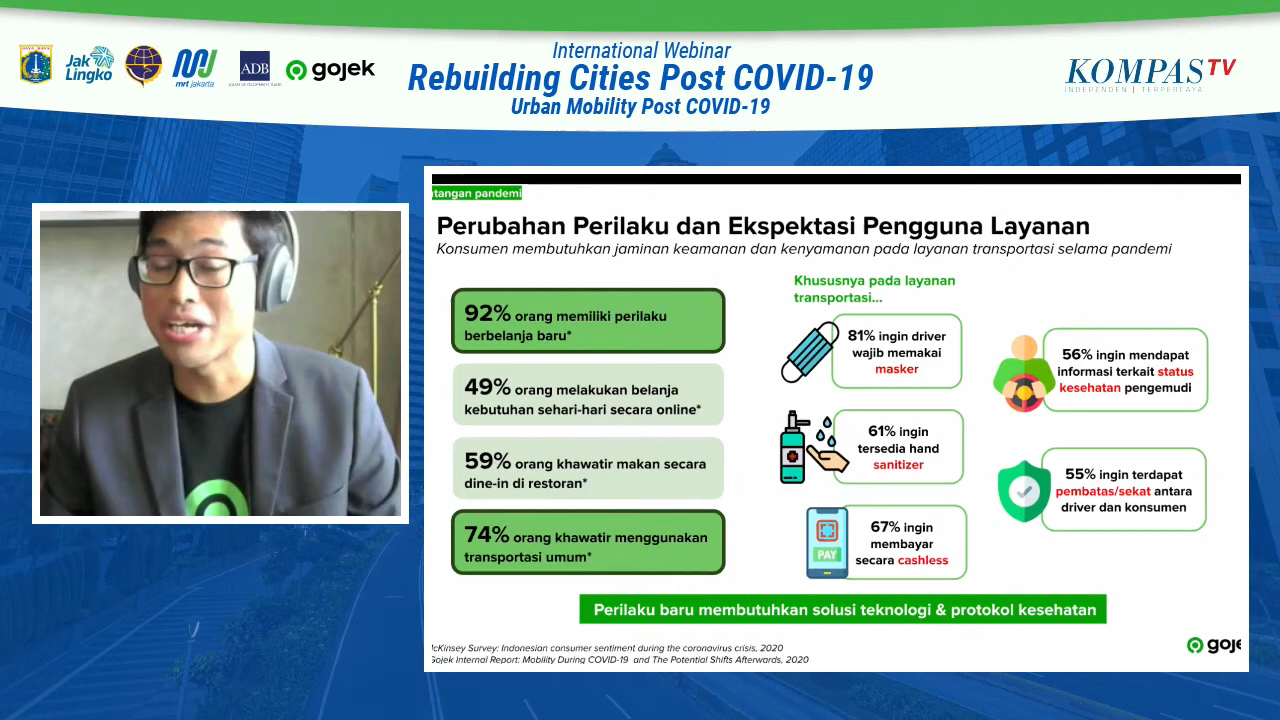 International Webinar
Rebuilding Cities Post COVID-19
Urban Mobility Post COVID-19
JAYA RAYA
Jak
Lingko
mrt jakarta
ADB
gojek
KOMPAS TV
INDEPENDEN | TERPERCAYA
tangan pandemi
Perubahan Perilaku dan Ekspektasi Pengguna Layanan
Konsumen membutuhkan jaminan keamanan dan kenyamanan pada layanan transportasi selama pandemi
92% orang memiliki perilaku
berbelanja baru*
49% orang melakukan belanja
kebutuhan sehari-hari secara online*
59% orang khawatir makan secara
dine-in di restoran*
74% orang khawatir menggunakan
transportasi umum*
Khususnya pada layanan
transportasi...
81% ingin driver
wajib memakai
masker
61% ingin
tersedia hand
sanitizer
PAY
67% ingin
membayar
secara cashless
56% ingin mendapat
informasi terkait status
kesehatan pengemudi
55% ingin terdapat
pembatas/sekat antara
driver dan konsumen
Perilaku baru membutuhkan solusi teknologi & protokol kesehatan
cKinsey Survey: Indonesian consumer sentiment during the coronavirus crisis, 2020
Gojek Internal Report: Mobility During COVID-19 and The Potential Shifts Afterwards, 2020
goje